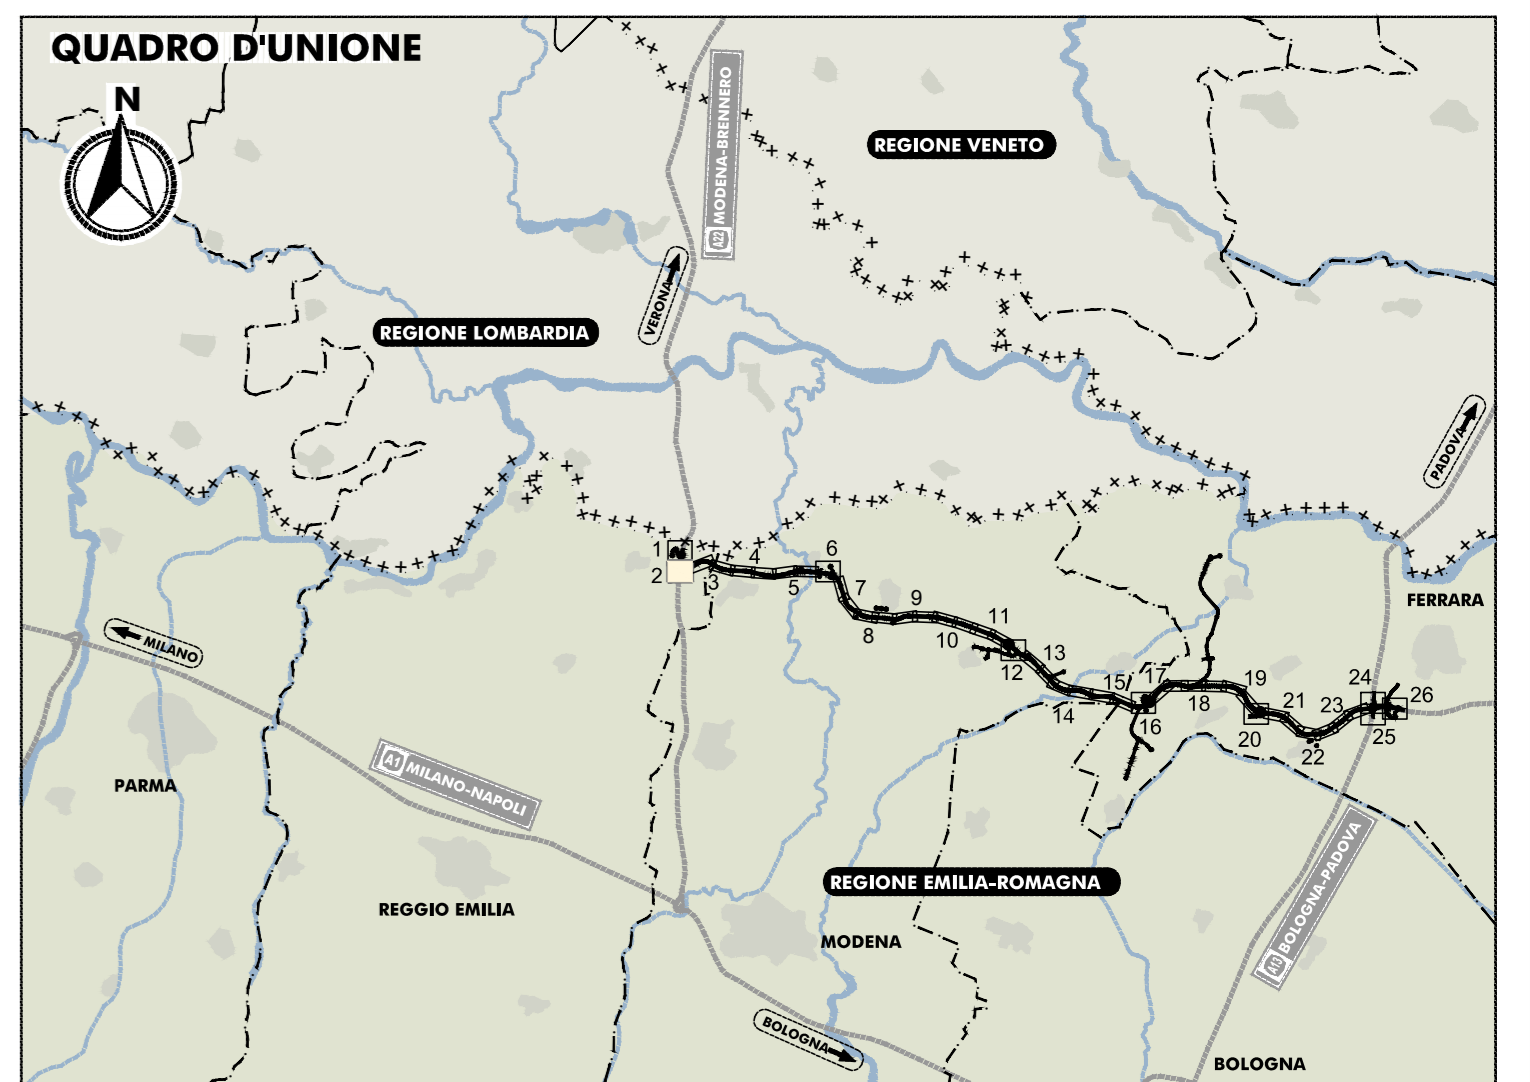 QUADRO D'UNIONE
N
A22 MODENA-BRENNERO
REGIONE VENETO
VERONA
REGIONE LOMBARDIA
PADOVA
1
2
3
4
5
6
7
8
9
10
11
12
13
14
15
16
17
18
19
20
21
22
23
24
25
26
FERRARA
MILANO
PARMA
A1 MILANO-NAPOLI
REGGIO EMILIA
REGIONE EMILIA-ROMAGNA
MODENA
A13 BOLOGNA-PADOVA
BOLOGNA
BOLOGNA